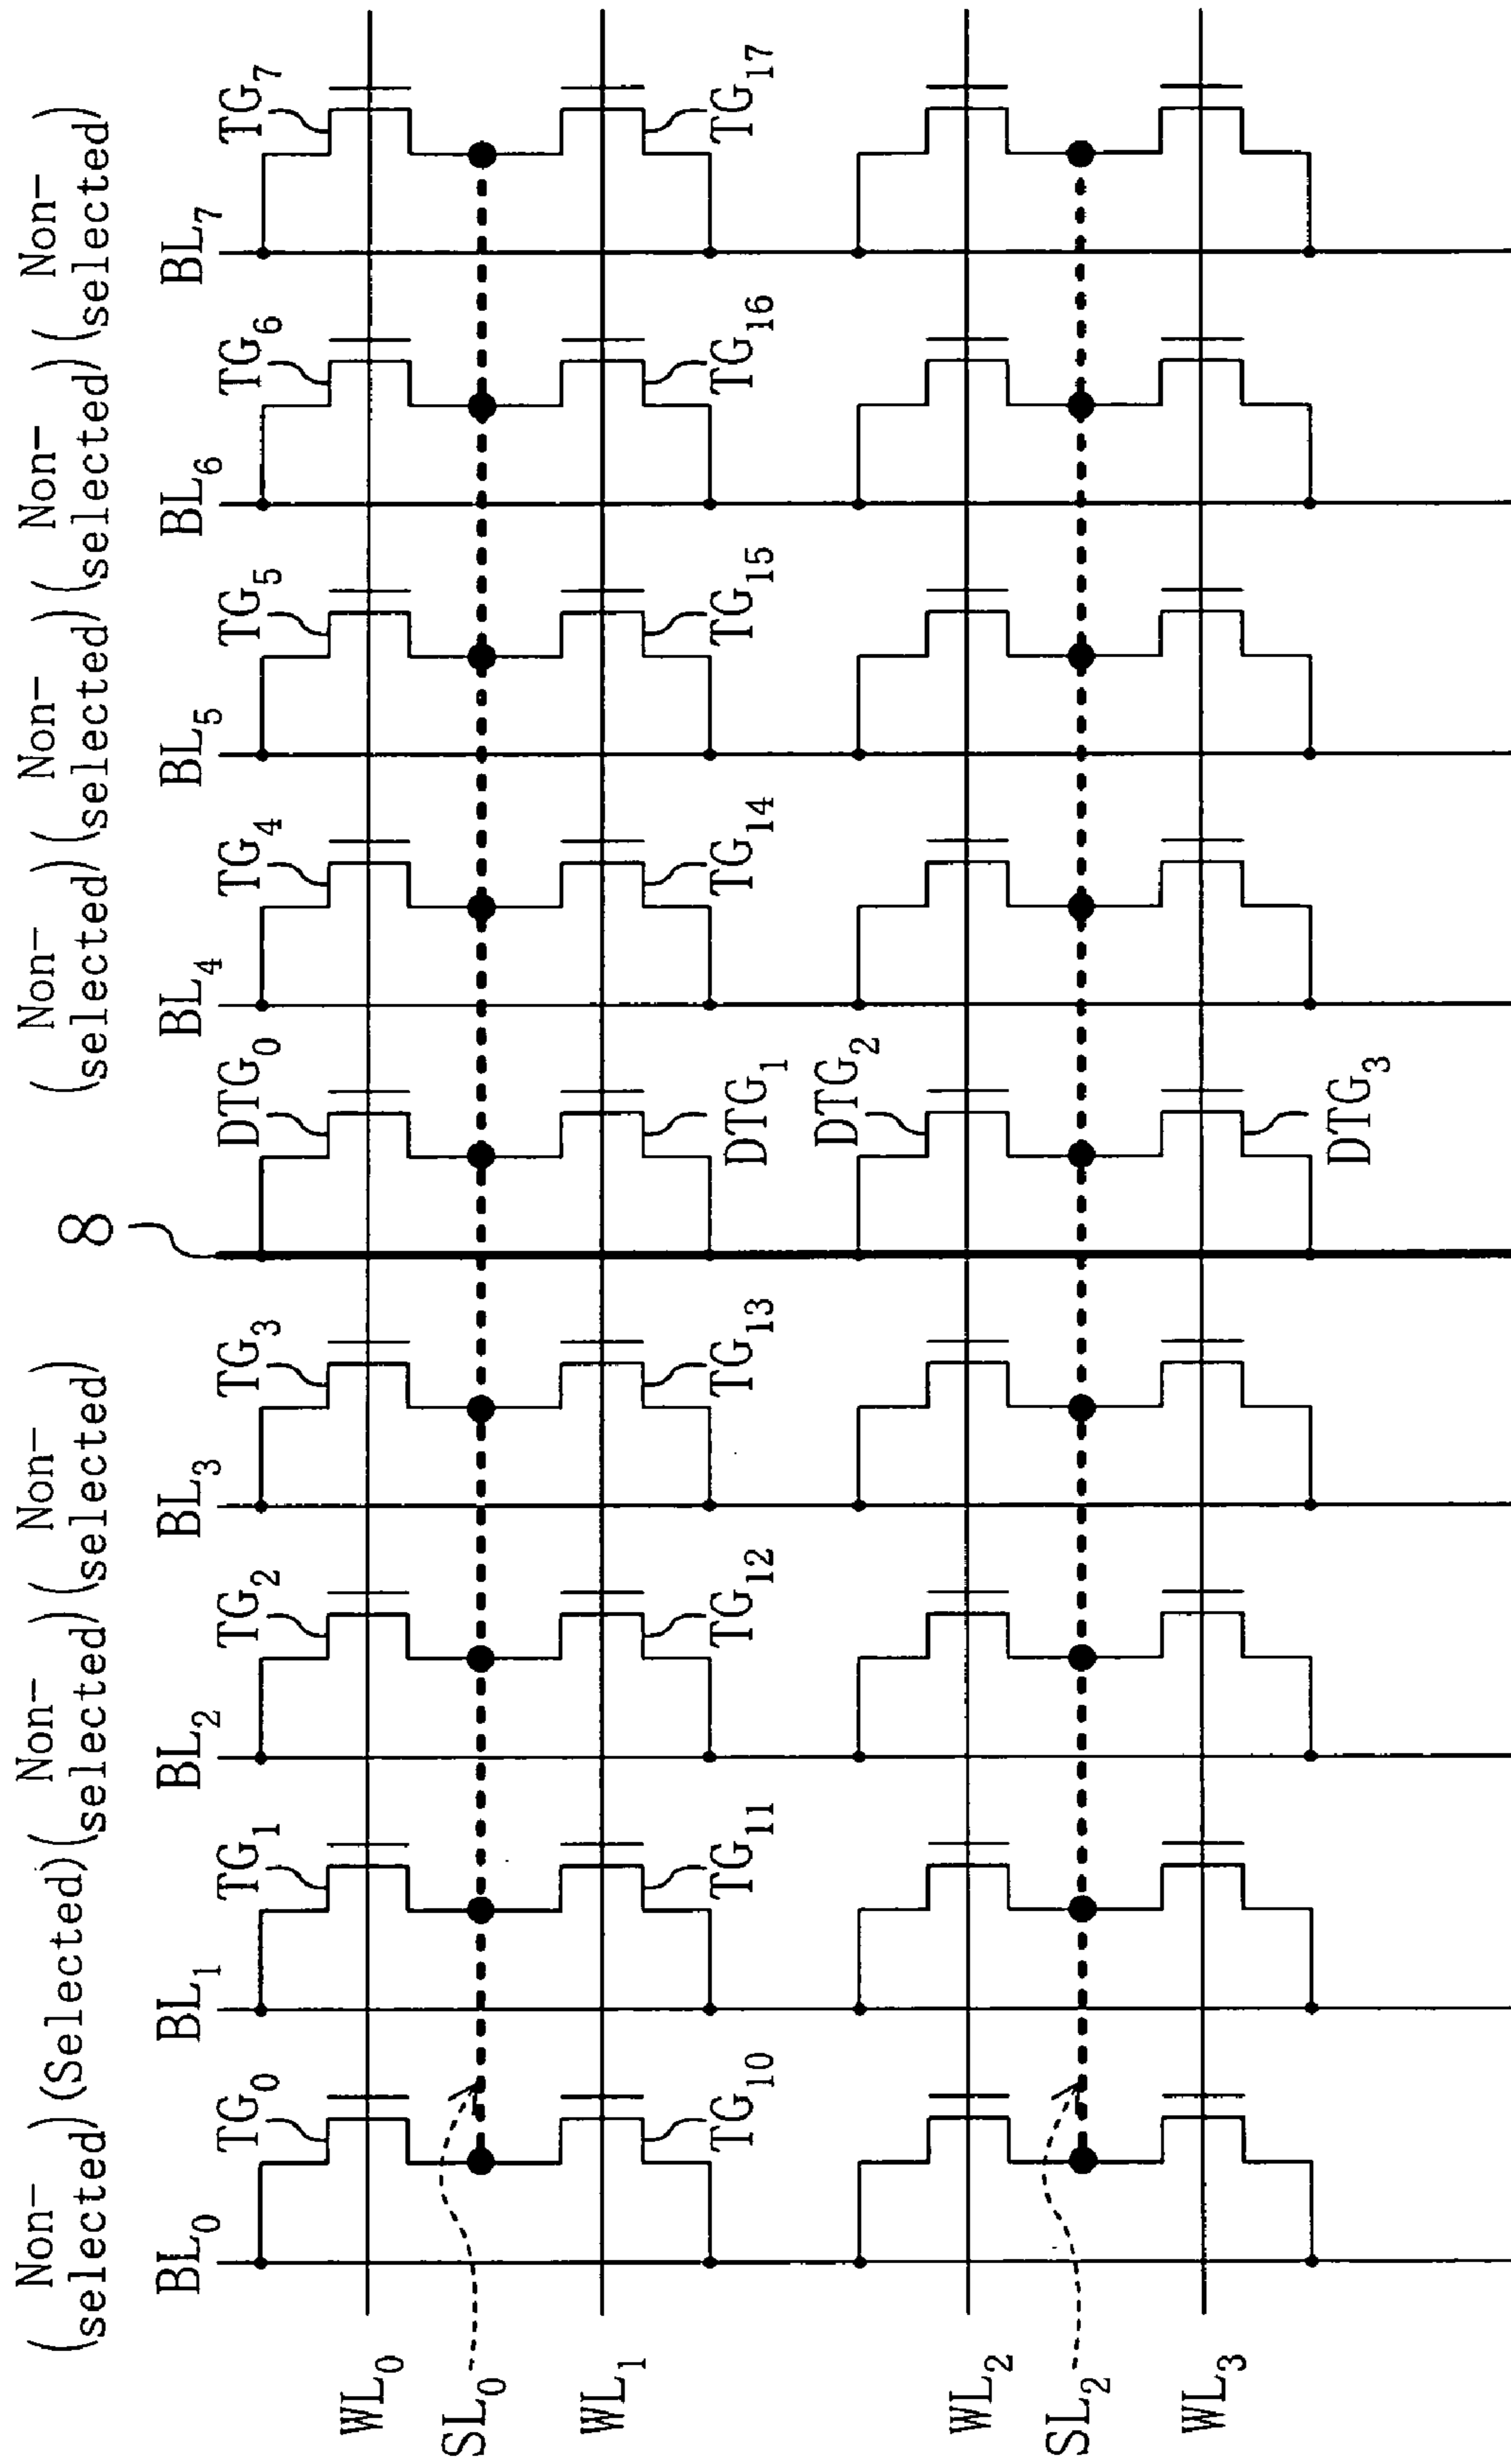 (Non-selected) (Selected) (Non-selected) (Non-selected) (Non-selected) (Non-selected) (Non-selected) (Non-selected)
8
BL0 BL1 BL2 BL3 BL4 BL5 BL6 BL7
TG0 TG1 TG2 TG3 DTG0 TG4 TG5 TG6 TG7
WL0
SL0
WL1
TG10 TG11 TG12 TG13 DTG1 TG14 TG15 TG16 TG17
DTG2
WL2
SL2
WL3
DTG3